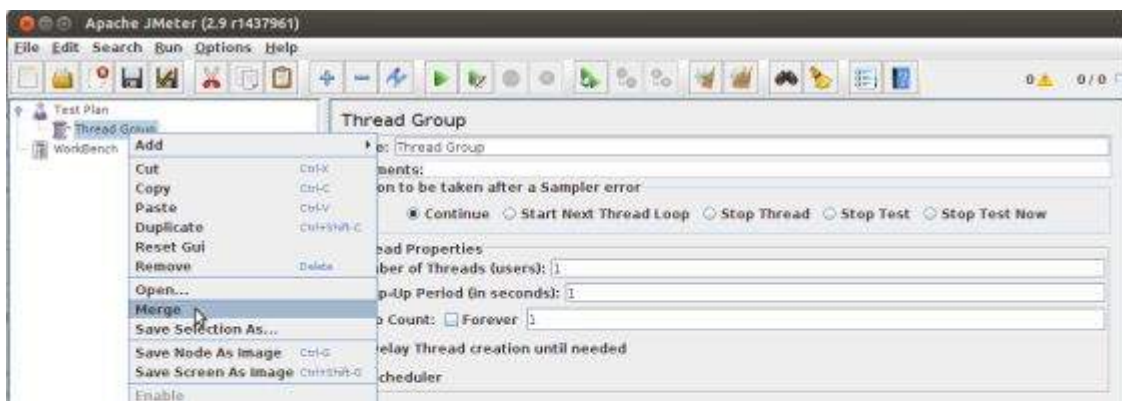 Apache JMeter (2.9 r1437961)
File Edit Search Run Options Help
0 0 / 0
Test Plan
Thread Group
Thread Group
WorkBench
Add
e: Thread Group
Cut Ctrl-X
ments:
Copy Ctrl-C
on to be taken after a Sampler error
Paste Ctrl-V
Continue Start Next Thread Loop Stop Thread Stop Test Stop Test Now
Duplicate Ctrl+Shift-C
Reset Gui
ead Properties
Remove Delete
ber of Threads (users): 1
Open...
p-Up Period (in seconds): 1
Merge
p Count: Forever 1
Save Selection As...
Save Node As Image Ctrl-G
elay Thread creation until needed
Save Screen As Image Ctrl+Shift-G
cheduler
Enable